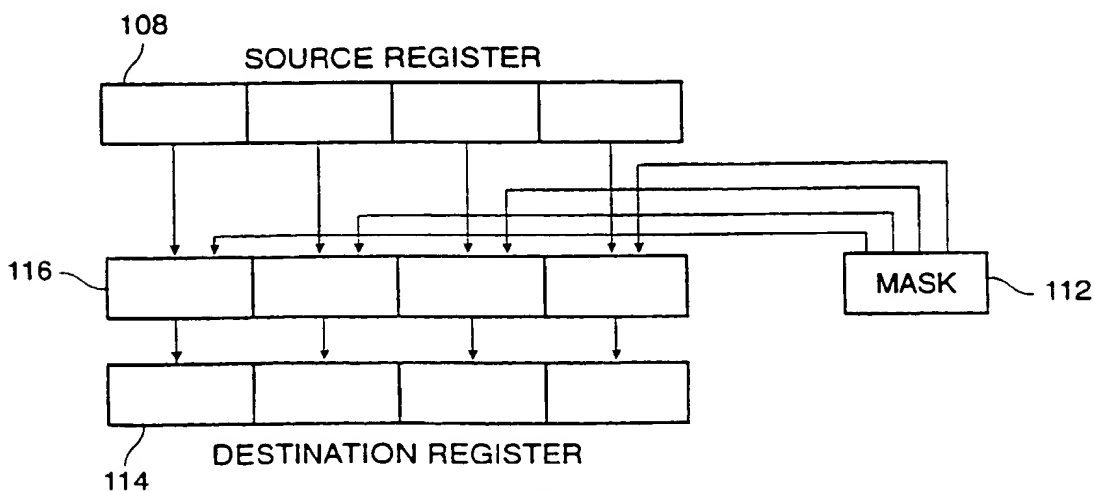 108
SOURCE REGISTER
116
MASK
112
114
DESTINATION REGISTER